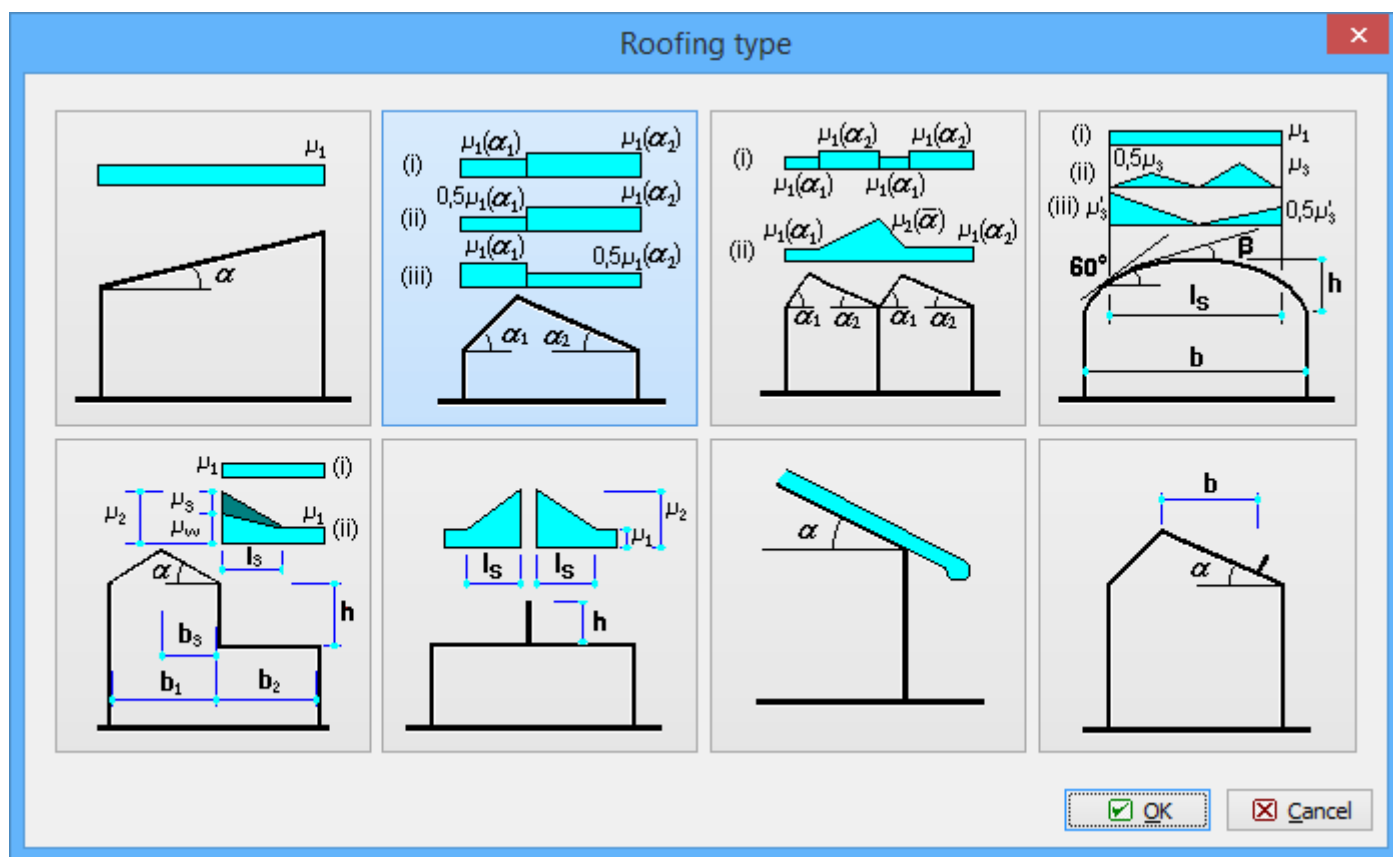 Roofing type
μ₁
α
(i) μ₁(α₁) μ₁(α₂)
(ii) 0,5μ₁(α₁) μ₁(α₂)
(iii) μ₁(α₁) 0,5μ₁(α₂)
α₁ α₂
(i) μ₁(α₂) μ₁(α₂)
μ₁(α₁) μ₁(α₁)
(ii) μ₁(α₁) μ₂(ᾱ) μ₁(α₂)
α₁ α₂ α₁ α₂
(i) μ₁
(ii) 0,5μ₃ μ₃
(iii) μ'₃ 0,5μ'₃
60° β
h
lₛ
b
μ₁ (i)
μ₂ μₛ μ₁
μw (ii)
lₛ
α
h
bₛ
b₁ b₂
μ₂
μ₁
lₛ lₛ
h
α
b
α
OK Cancel